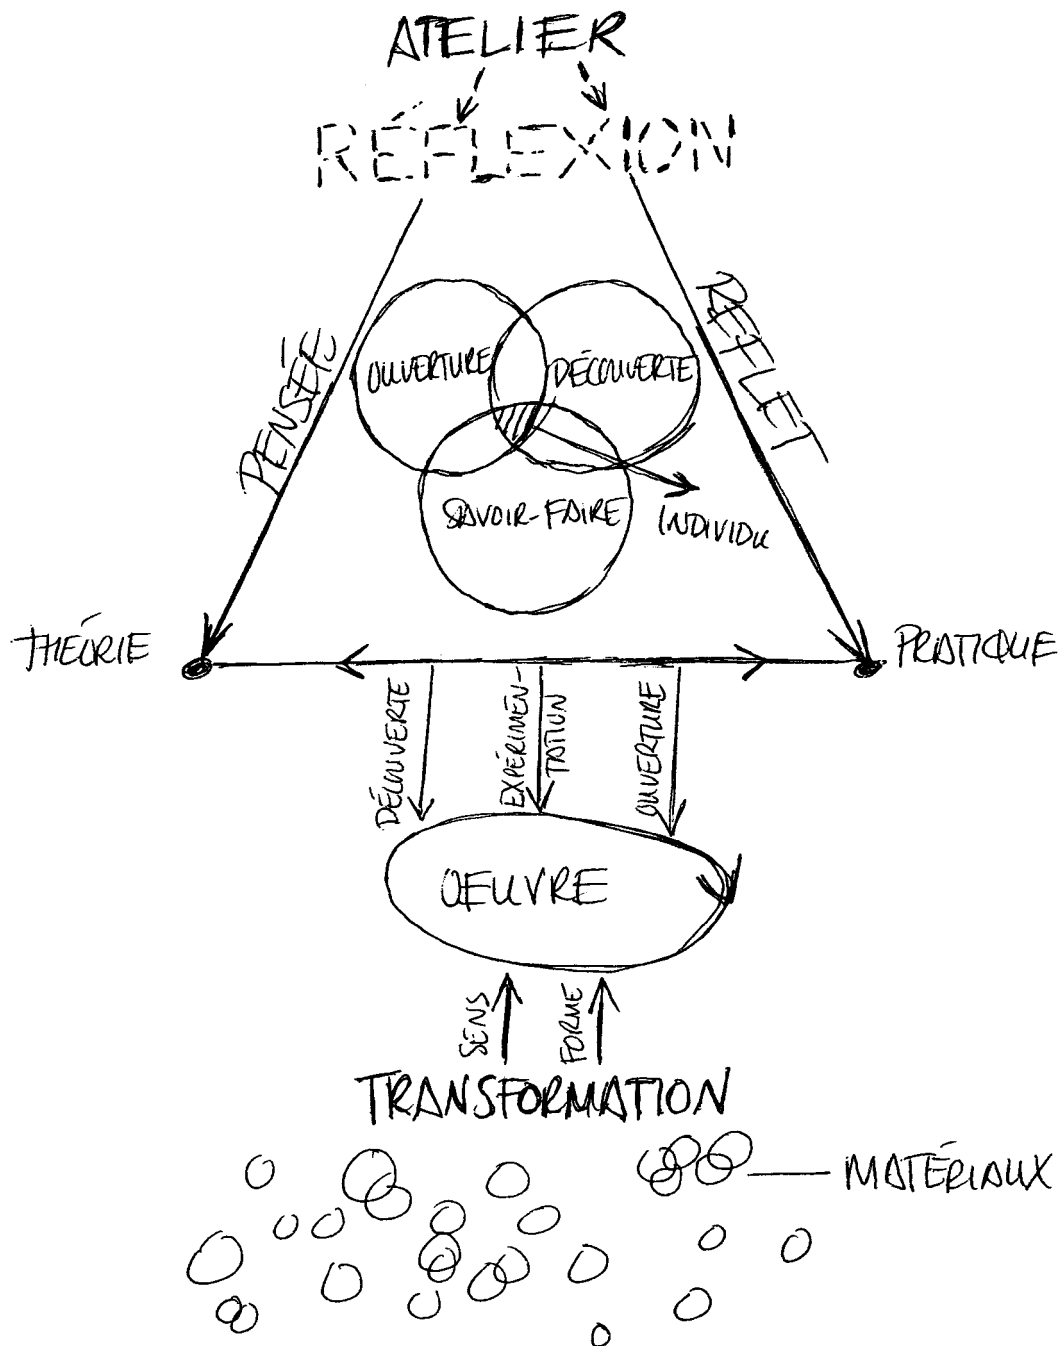 ATELIER
RÉFLEXION
PENSÉE
REFLET
OUVERTURE
DÉCOUVERTE
SAVOIR-FAIRE
INDIVIDU
THÉORIE
PRATIQUE
DÉCOUVERTE
EXPÉRIMEN-
TATION
OUVERTURE
OEUVRE
SENS
FORME
TRANSFORMATION
MATÉRIAUX